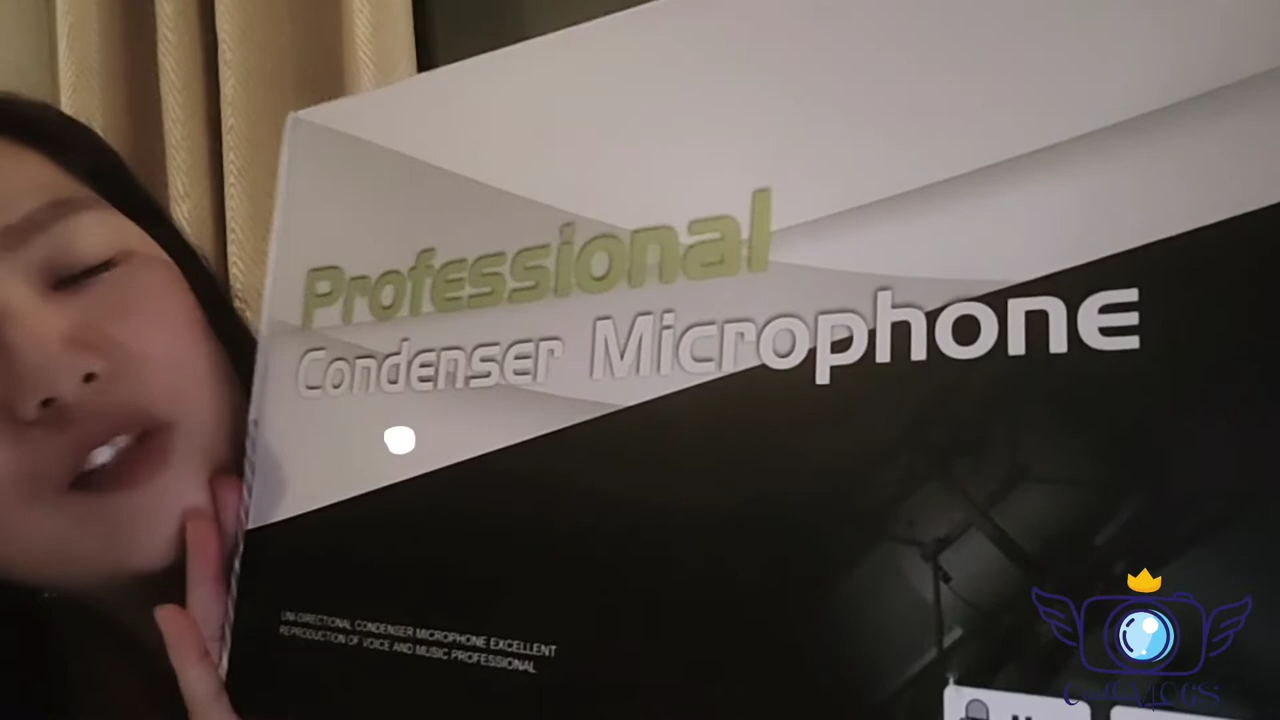 Professional
Condenser Microphone
UNI-DIRECTIONAL CONDENSER MICROPHONE EXCELLENT
REPRODUCTION OF VOICE AND MUSIC PROFESSIONAL